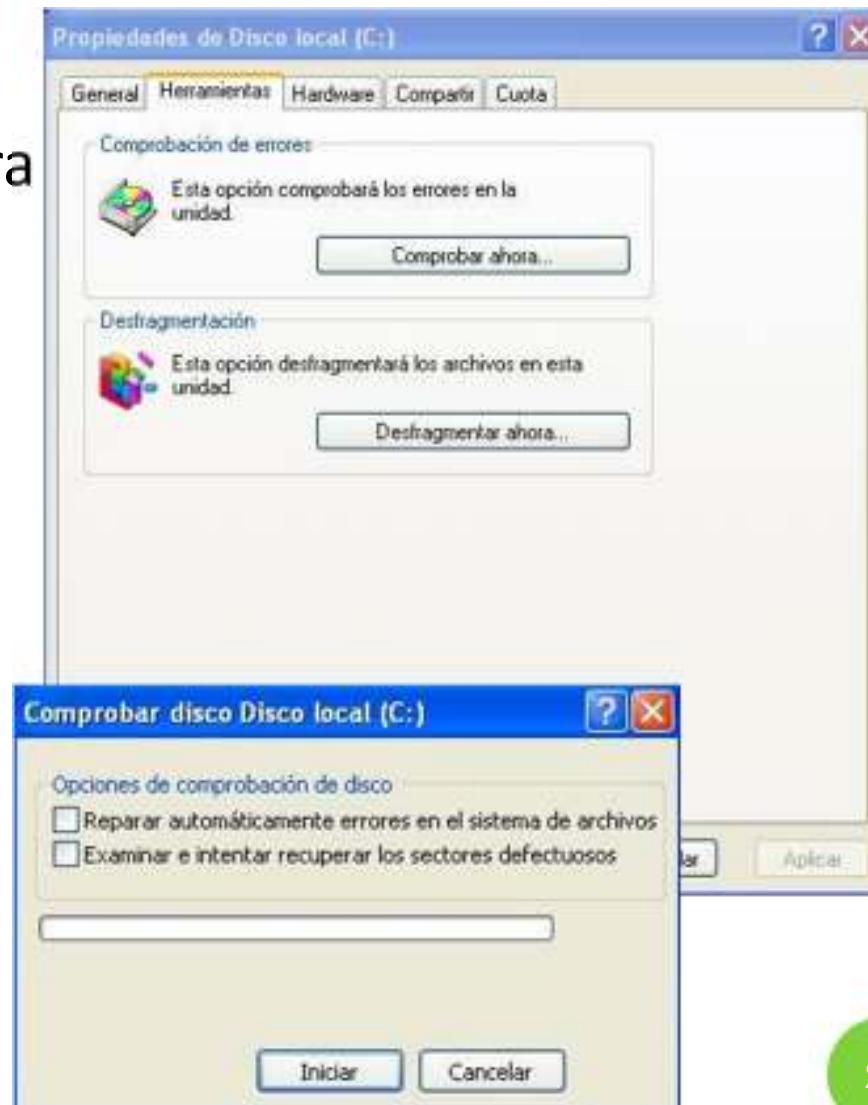 ra
Propiedades de Disco local (C:)
General Herramientas Hardware Compartir Cuota
Comprobación de errores
Esta opción comprobará los errores en la
unidad.
Comprobar ahora...
Desfragmentación
Esta opción desfragmentará los archivos en esta
unidad.
Desfragmentar ahora...
Comprobar disco Disco local (C:)
Opciones de comprobación de disco
Reparar automáticamente errores en el sistema de archivos
Examinar e intentar recuperar los sectores defectuosos
lar Aplicar
Iniciar Cancelar